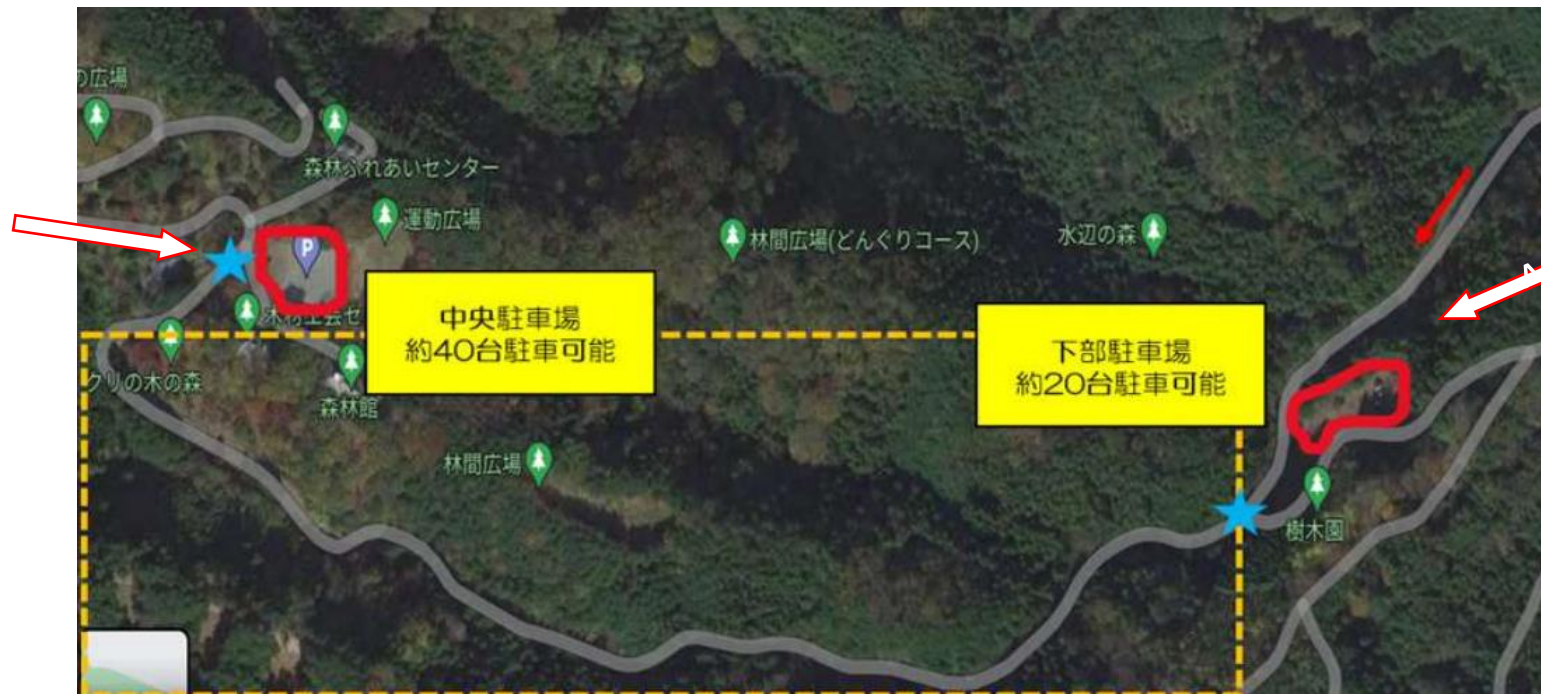 の広場
森林ふれあいセンター
運動広場
P
林間広場(どんぐりコース)
水辺の森
中央駐車場
約40台駐車可能
下部駐車場
約20台駐車可能
クリの木の森
森林館
林間広場
樹木園